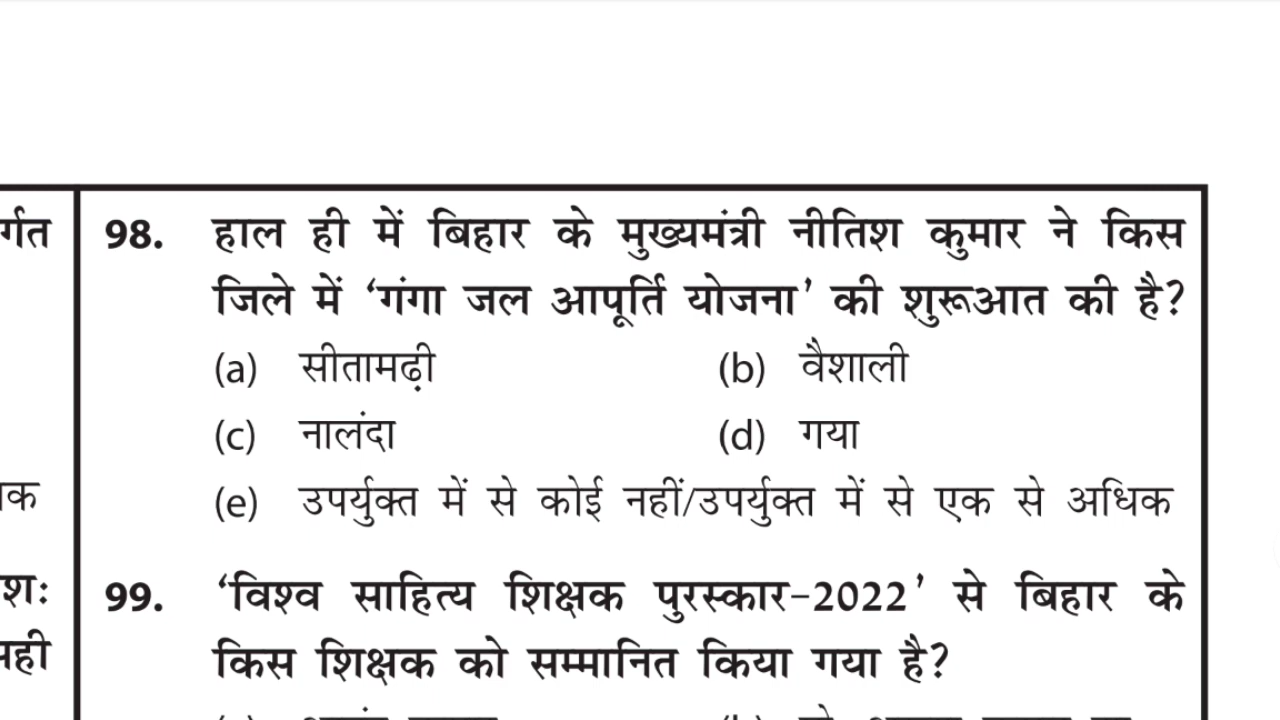 र्गत
क
शः
ही
98. हाल ही में बिहार के मुख्यमंत्री नीतिश कुमार ने किस
जिले में ‘गंगा जल आपूर्ति योजना’ की शुरूआत की है?
(a) सीतामढ़ी (b) वैशाली
(c) नालंदा (d) गया
(e) उपर्युक्त में से कोई नहीं/उपर्युक्त में से एक से अधिक
99. ‘विश्व साहित्य शिक्षक पुरस्कार-2022’ से बिहार के
किस शिक्षक को सम्मानित किया गया है?